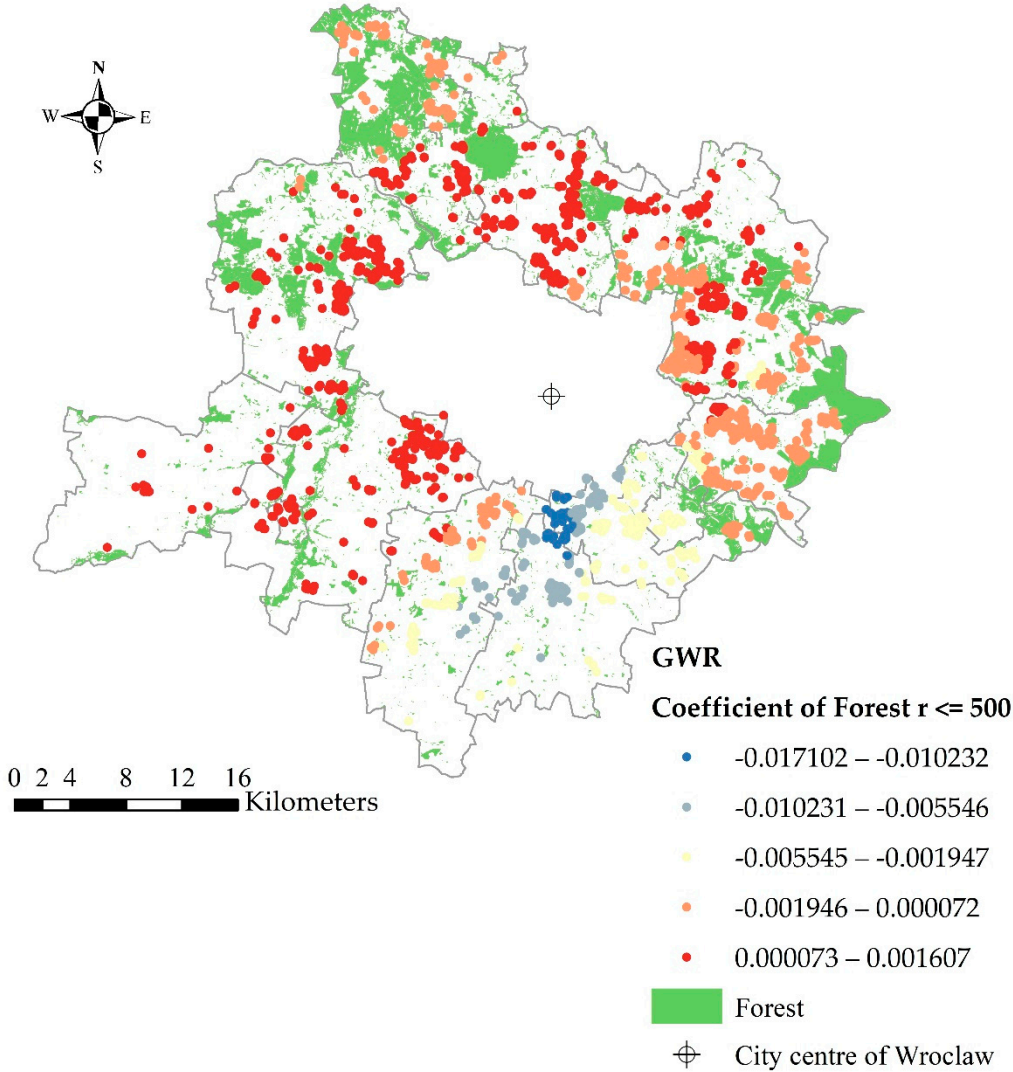 N
W E
S
GWR
Coefficient of Forest r <= 500
-0.017102 – -0.010232
-0.010231 – -0.005546
-0.005545 – -0.001947
-0.001946 – 0.000072
0.000073 – 0.001607
Forest
City centre of Wroclaw
0 2 4 8 12 16
Kilometers